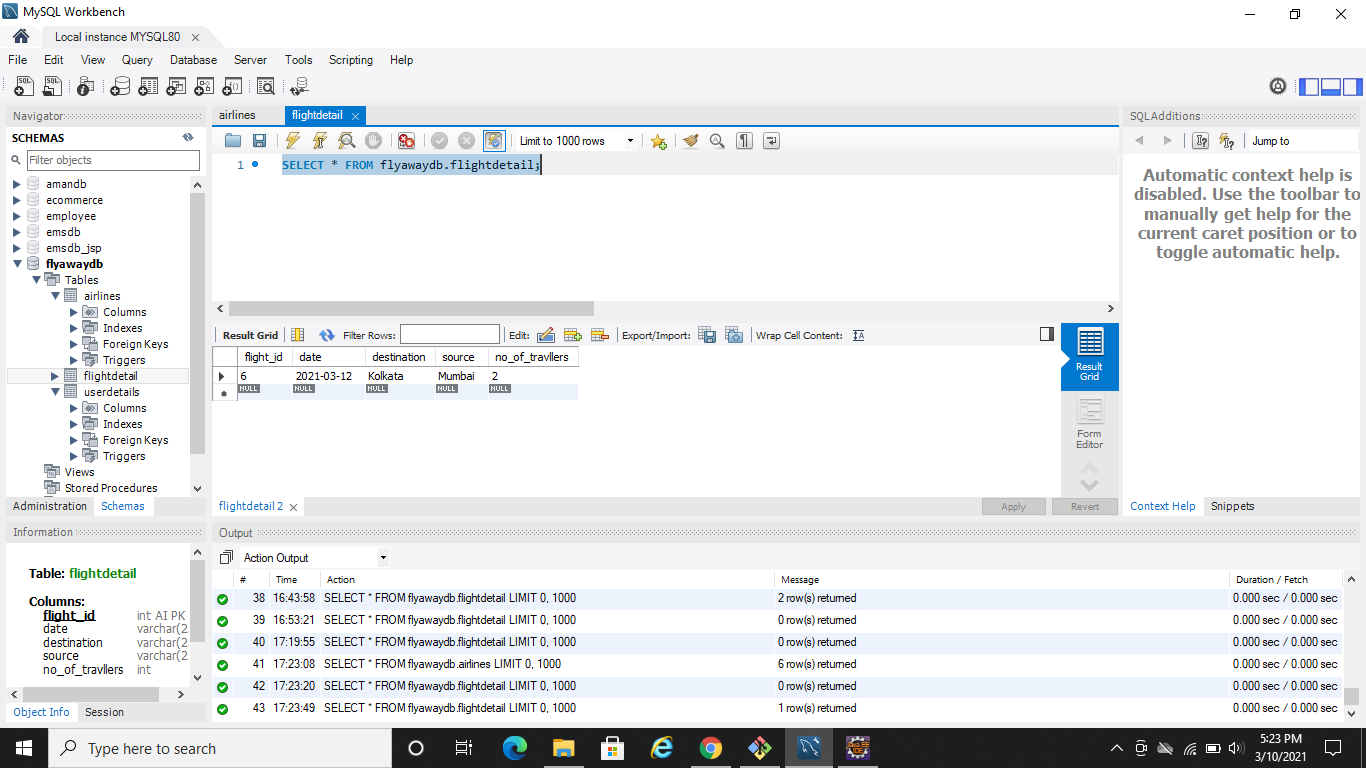 MySQL Workbench
Local instance MYSQL80
File Edit View Query Database Server Tools Scripting Help
Navigator
SCHEMAS
Filter objects
amandb
ecommerce
employee
emsdb
emsdb_jsp
flyawaydb
Tables
airlines
Columns
Indexes
Foreign Keys
Triggers
flightdetail
userdetails
Columns
Indexes
Foreign Keys
Triggers
Views
Stored Procedures
Administration Schemas
Information
Table: flightdetail
Columns:
flight_id int AI PK
date varchar(2
destination varchar(2
source varchar(2
no_of_travllers int
Object Info Session
airlines flightdetail
Limit to 1000 rows
1 SELECT * FROM flyawaydb.flightdetail;
Result Grid Filter Rows: Edit: Export/Import: Wrap Cell Content:
flight_id date destination source no_of_travllers
6 2021-03-12 Kolkata Mumbai 2
NULL NULL NULL NULL NULL
Result Grid
Form Editor
flightdetail 2
Apply Revert
SQLAdditions
Jump to
Automatic context help is
disabled. Use the toolbar to
manually get help for the
current caret position or to
toggle automatic help.
Context Help Snippets
Output
Action Output
# Time Action Message Duration / Fetch
38 16:43:58 SELECT * FROM flyawaydb.flightdetail LIMIT 0, 1000 2 row(s) returned 0.000 sec / 0.000 sec
39 16:53:21 SELECT * FROM flyawaydb.flightdetail LIMIT 0, 1000 0 row(s) returned 0.000 sec / 0.000 sec
40 17:19:55 SELECT * FROM flyawaydb.flightdetail LIMIT 0, 1000 0 row(s) returned 0.000 sec / 0.000 sec
41 17:23:08 SELECT * FROM flyawaydb.airlines LIMIT 0, 1000 6 row(s) returned 0.000 sec / 0.000 sec
42 17:23:20 SELECT * FROM flyawaydb.flightdetail LIMIT 0, 1000 0 row(s) returned 0.000 sec / 0.000 sec
43 17:23:49 SELECT * FROM flyawaydb.flightdetail LIMIT 0, 1000 1 row(s) returned 0.000 sec / 0.000 sec
Type here to search
5:23 PM
3/10/2021